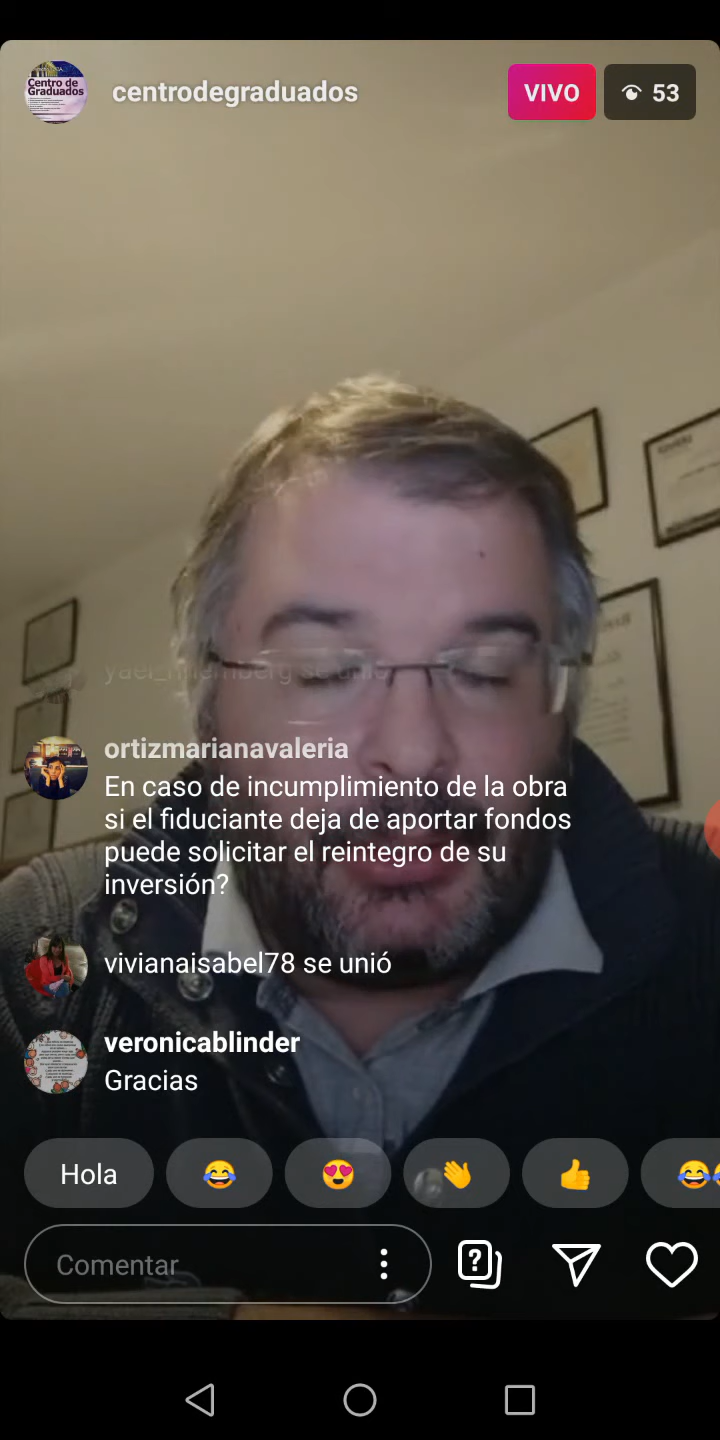 Centro de
Graduados
centrodegraduados
VIVO
53
ortizmarianavaleria
En caso de incumplimiento de la obra
si el fiduciante deja de aportar fondos
puede solicitar el reintegro de su
inversión?
vivianaisabel78 se unió
veronicablinder
Gracias
Hola
Comentar